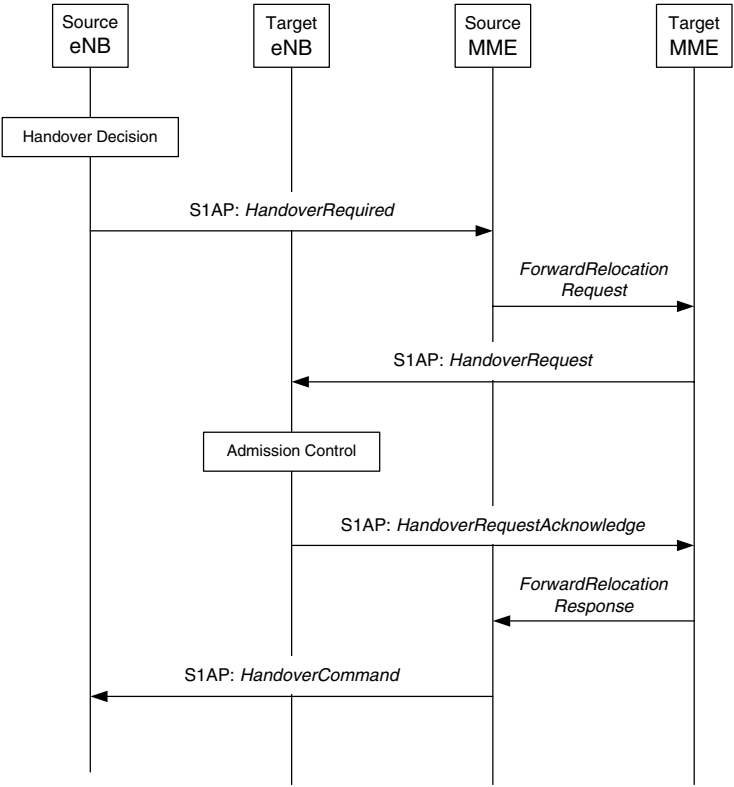 Source
eNB
Target
eNB
Source
MME
Target
MME
Handover Decision
S1AP: HandoverRequired
ForwardRelocation
Request
S1AP: HandoverRequest
Admission Control
S1AP: HandoverRequestAcknowledge
ForwardRelocation
Response
S1AP: HandoverCommand